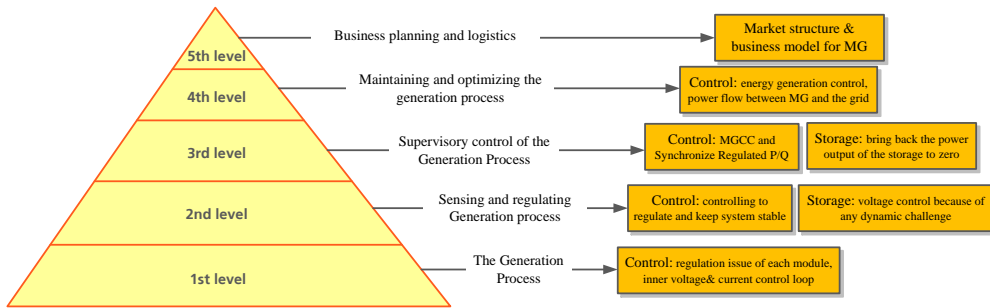 5th level
Business planning and logistics
Market structure &
business model for MG
4th level
Maintaining and optimizing the
generation process
Control: energy generation control,
power flow between MG and the grid
3rd level
Supervisory control of the
Generation Process
Control: MGCC and
Synchronize Regulated P/Q
Storage: bring back the power
output of the storage to zero
2nd level
Sensing and regulating
Generation process
Control: controlling to
regulate and keep system stable
Storage: voltage control because of
any dynamic challenge
1st level
The Generation
Process
Control: regulation issue of each module,
inner voltage& current control loop